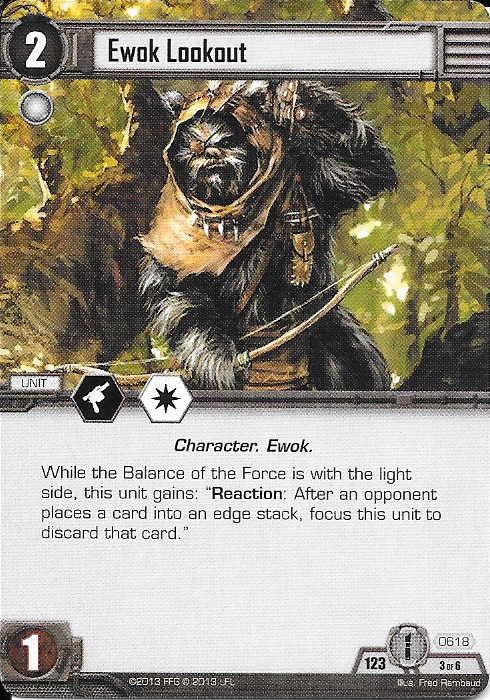 2
Ewok Lookout
UNIT
Character. Ewok.
While the Balance of the Force is with the light
side, this unit gains: “Reaction: After an opponent
places a card into an edge stack, focus this unit to
discard that card.”
1
0618
123
3 OF 6
©2013 FFG © 2013 LFL
Illus. Fred Rambaud